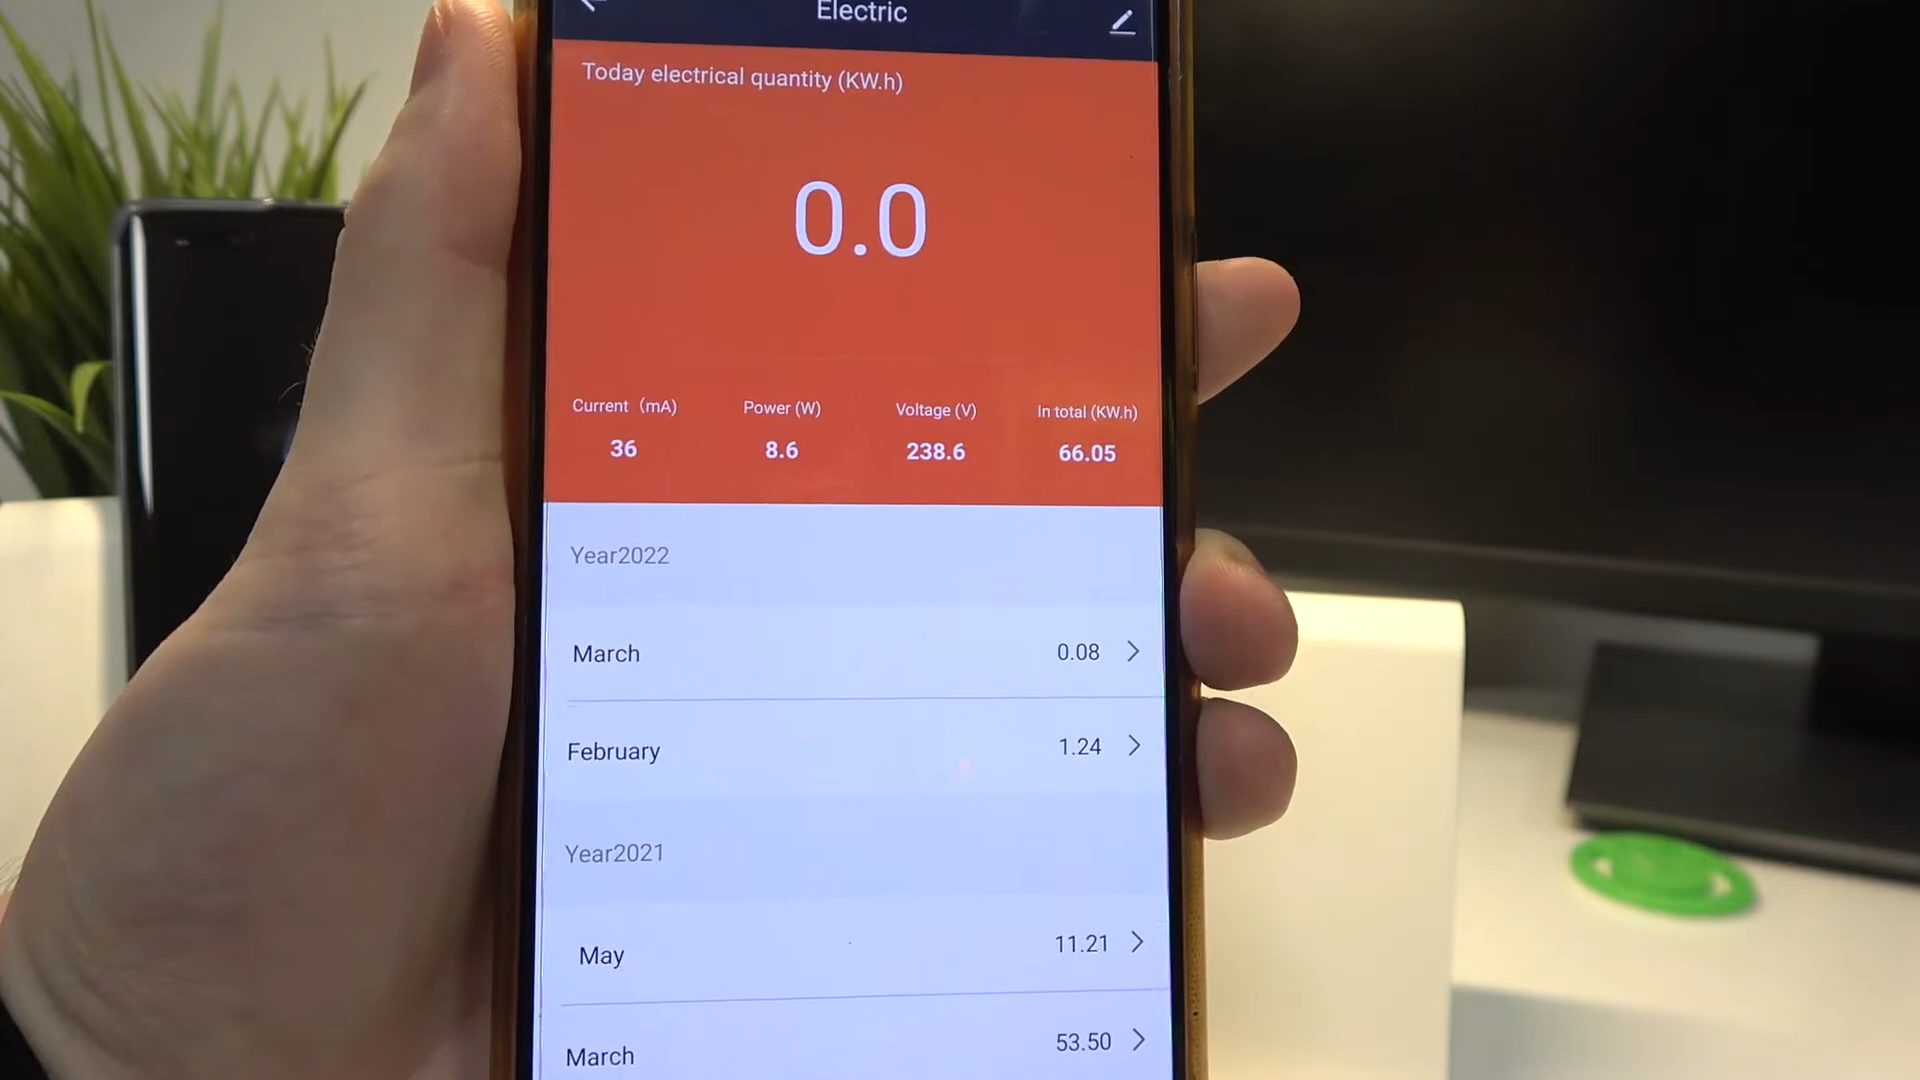 Electric
Today electrical quantity (KW.h)
0.0
Current (mA) Power (W) Voltage (V) In total (KW.h)
36 8.6 238.6 66.05
Year2022
March 0.08
February 1.24
Year2021
May 11.21
March 53.50